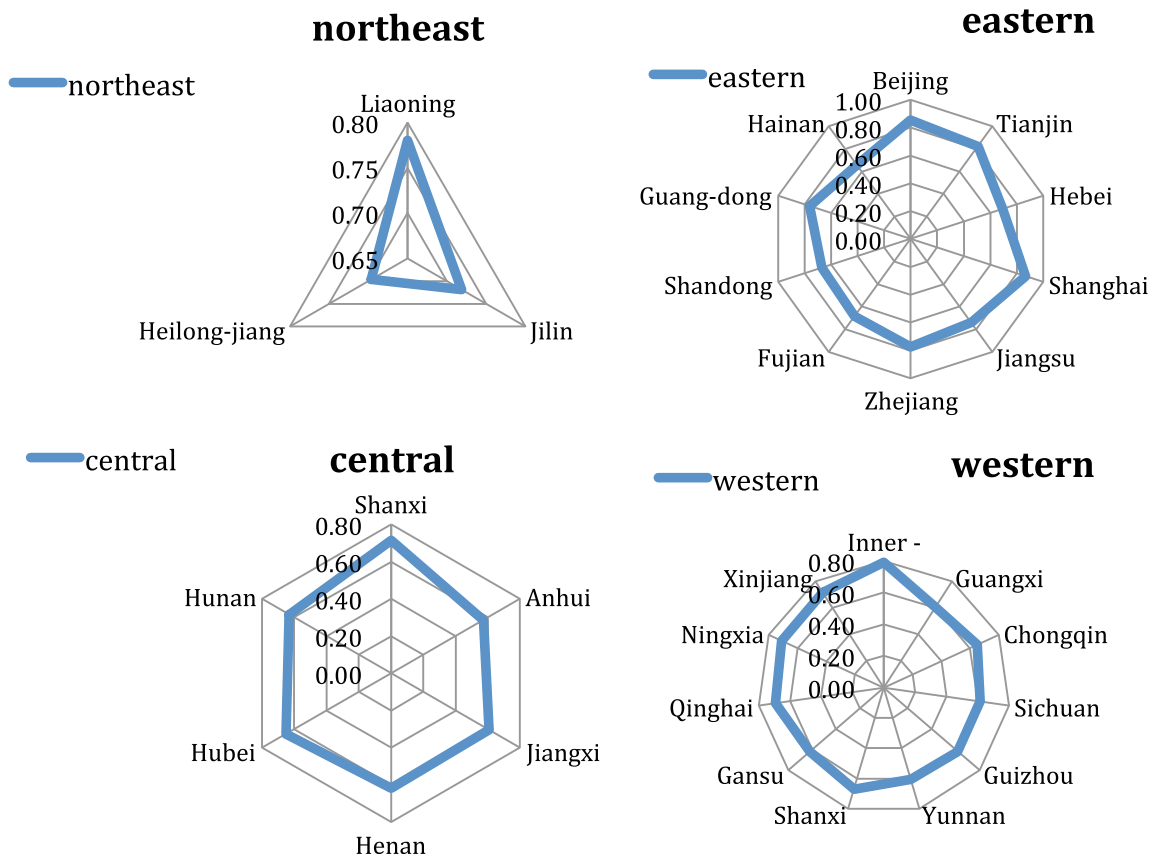 northeast
northeast
Liaoning
0.80
0.75
0.70
0.65
Heilong-jiang
Jilin
eastern
eastern
Beijing
1.00
Hainan
Tianjin
0.80
0.60
Guang-dong
0.40
Hebei
0.20
0.00
Shandong
Shanghai
Fujian
Jiangsu
Zhejiang
central
central
Shanxi
0.80
0.60
Hunan
0.40
Anhui
0.20
0.00
Hubei
Jiangxi
Henan
western
western
Inner -
0.80
Xinjiang
Guangxi
0.60
Ningxia
0.40
Chongqin
0.20
0.00
Qinghai
Sichuan
Gansu
Guizhou
Shanxi
Yunnan